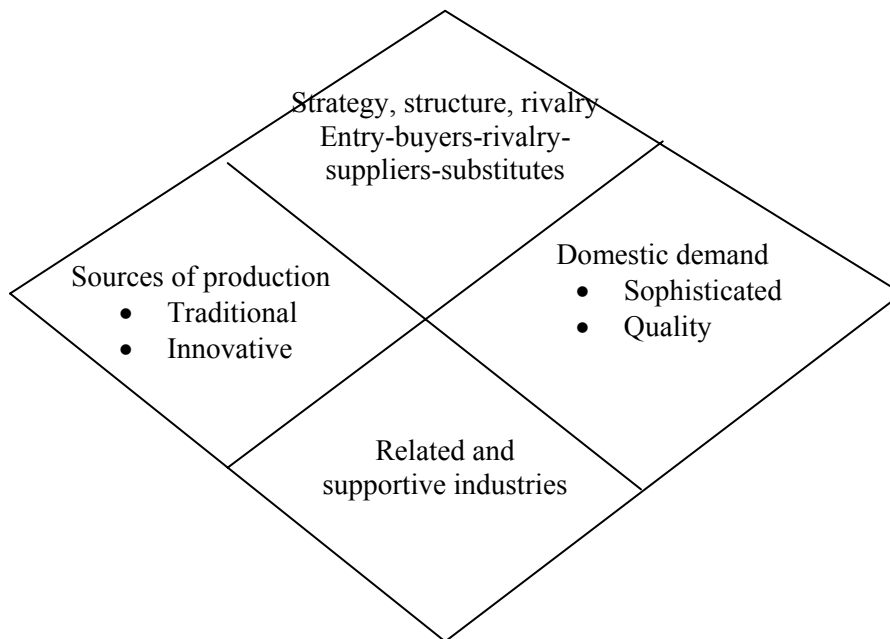 Strategy, structure, rivalry
Entry-buyers-rivalry-
suppliers-substitutes
Sources of production
• Traditional
• Innovative
Domestic demand
• Sophisticated
• Quality
Related and
supportive industries